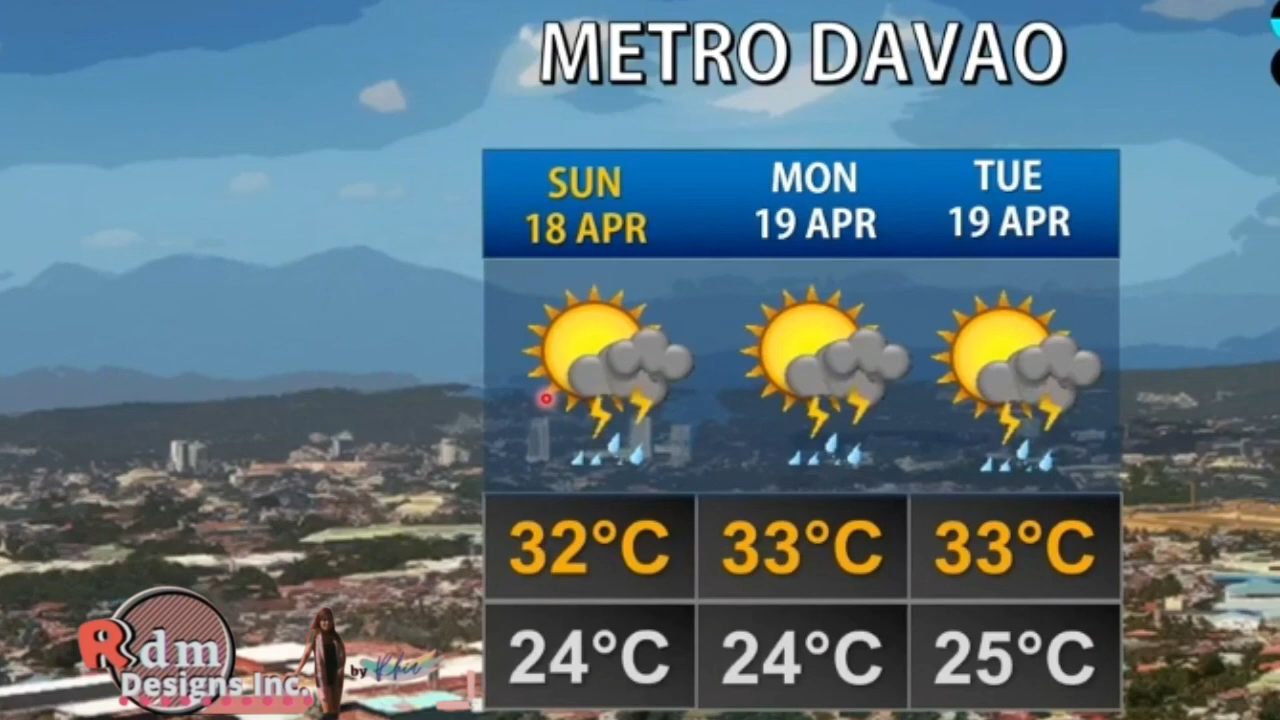 METRO DAVAO
SUN MON TUE
18 APR 19 APR 19 APR
32°C 33°C 33°C
24°C 24°C 25°C
Rdm
Designs Inc.
by